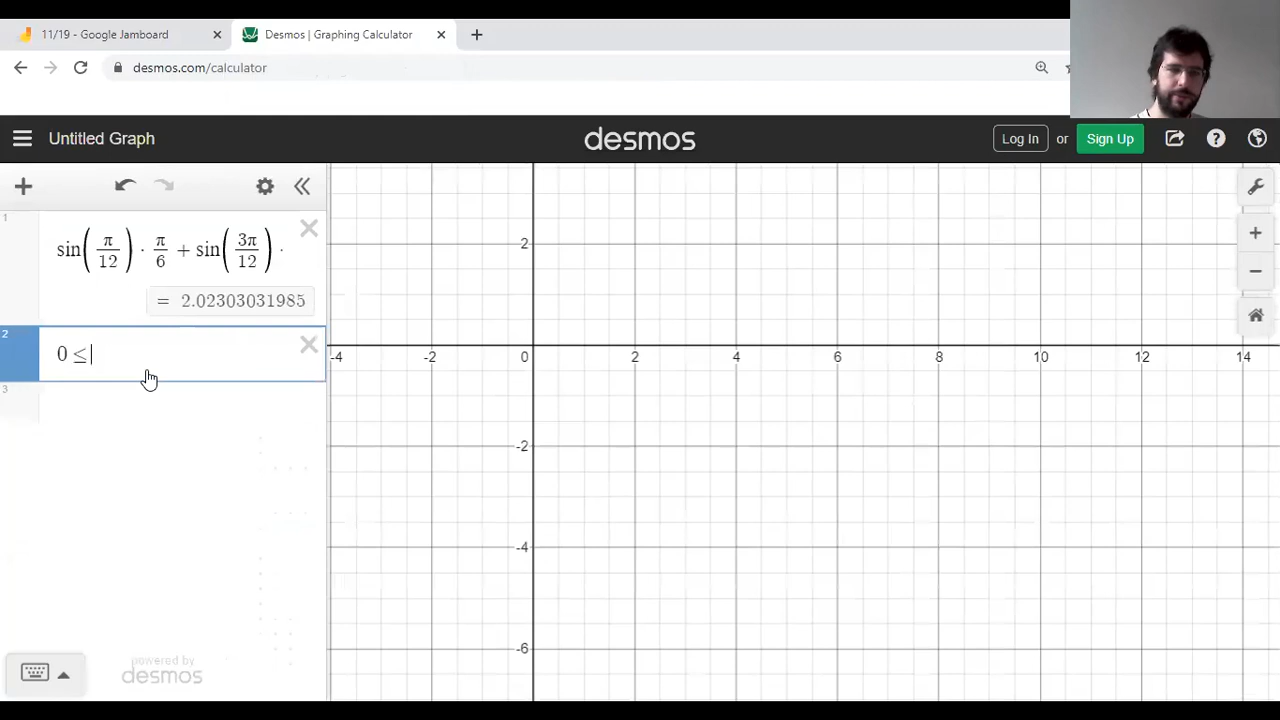 11/19 - Google Jamboard
Desmos | Graphing Calculator
desmos.com/calculator
Untitled Graph
desmos
Log In or Sign Up
1
sin(π/12) · π/6 + sin(3π/12) ·
= 2.02303031985
2
0 ≤
3
powered by
desmos
2
-4 -2 0 2 4 6 8 10 12 14
-2
-4
-6